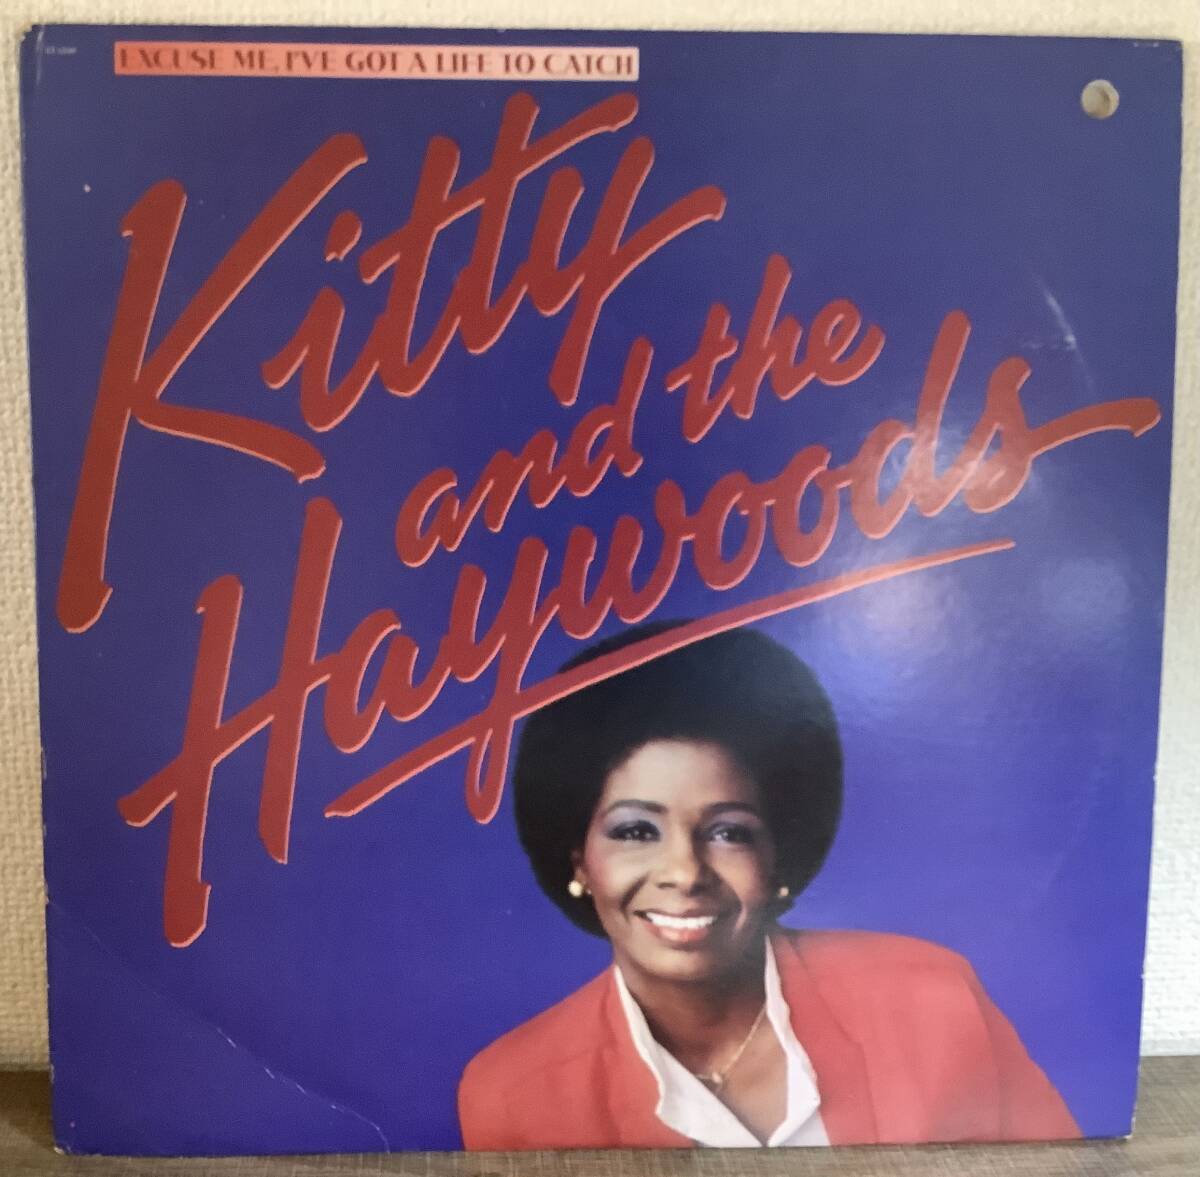 EXCUSE ME, I'VE GOT A LIFE TO CATCH
Kitty
and the
Haywoods